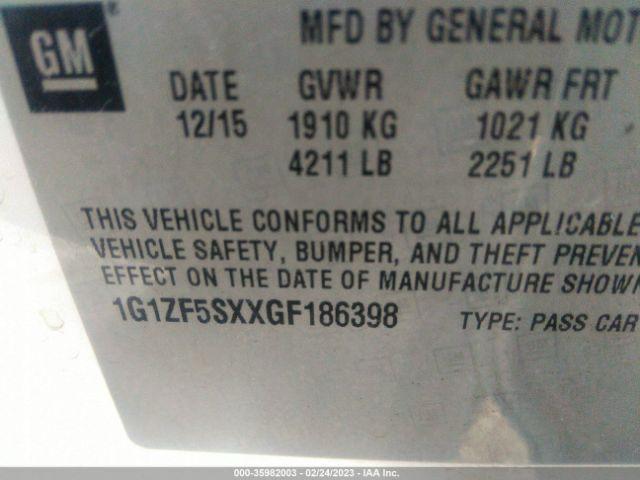 GM
MFD BY GENERAL MOT
DATE GVWR GAWR FRT
12/15 1910 KG 1021 KG
4211 LB 2251 LB
THIS VEHICLE CONFORMS TO ALL APPLICABLE
VEHICLE SAFETY, BUMPER, AND THEFT PREVEN
EFFECT ON THE DATE OF MANUFACTURE SHOWN
1G1ZF5SXXGF186398 TYPE: PASS CAR
000-35982003 - 02/24/2023 - IAA Inc.